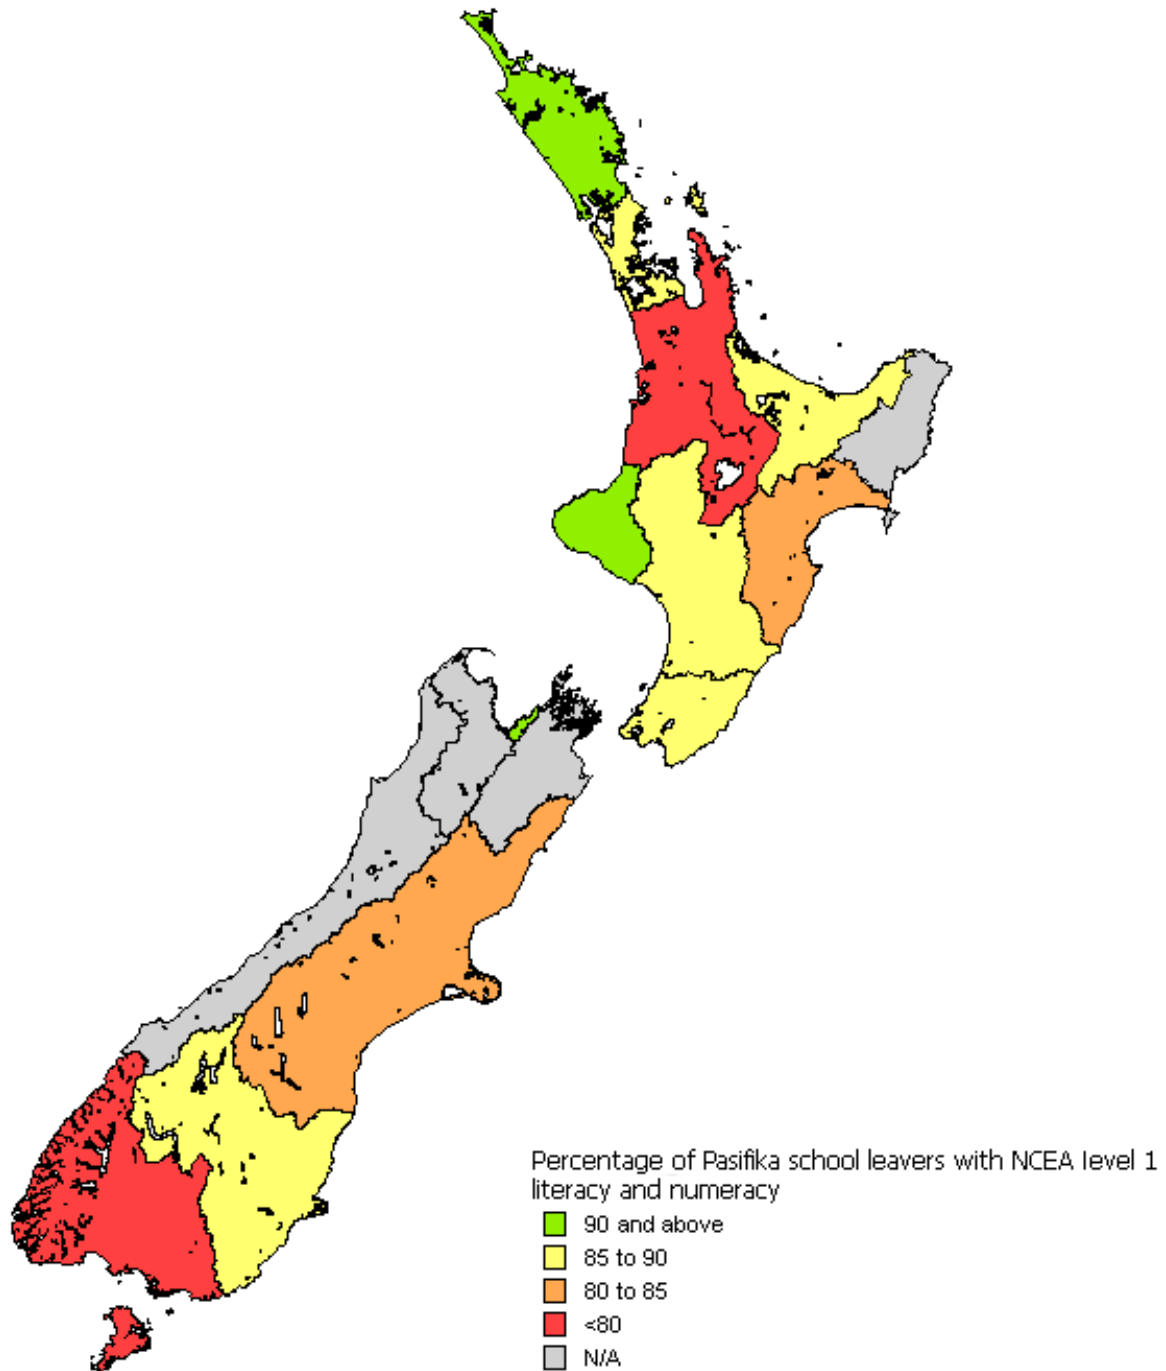 Percentage of Pasifika school leavers with NCEA level 1
literacy and numeracy
90 and above
85 to 90
80 to 85
<80
N/A